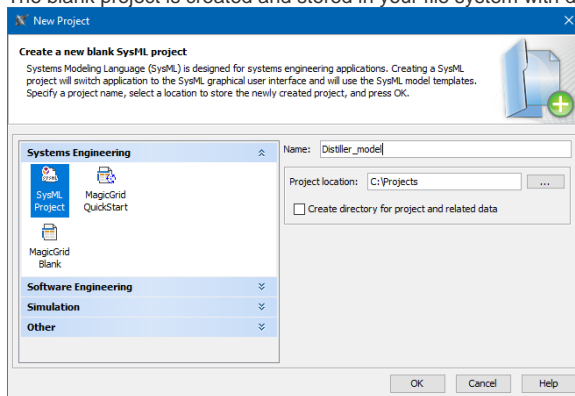 The blank project is created and stored in your file system with d
New Project
Create a new blank SysML project
Systems Modeling Language (SysML) is designed for systems engineering applications. Creating a SysML
project will switch application to the SysML graphical user interface and will use the SysML model templates.
Specify a project name, select a location to store the newly created project, and press OK.
Systems Engineering
SysML
Project
MagicGrid
QuickStart
MagicGrid
Blank
Software Engineering
Simulation
Other
Name: Distiller_model
Project location: C:\Projects ...
Create directory for project and related data
OK Cancel Help